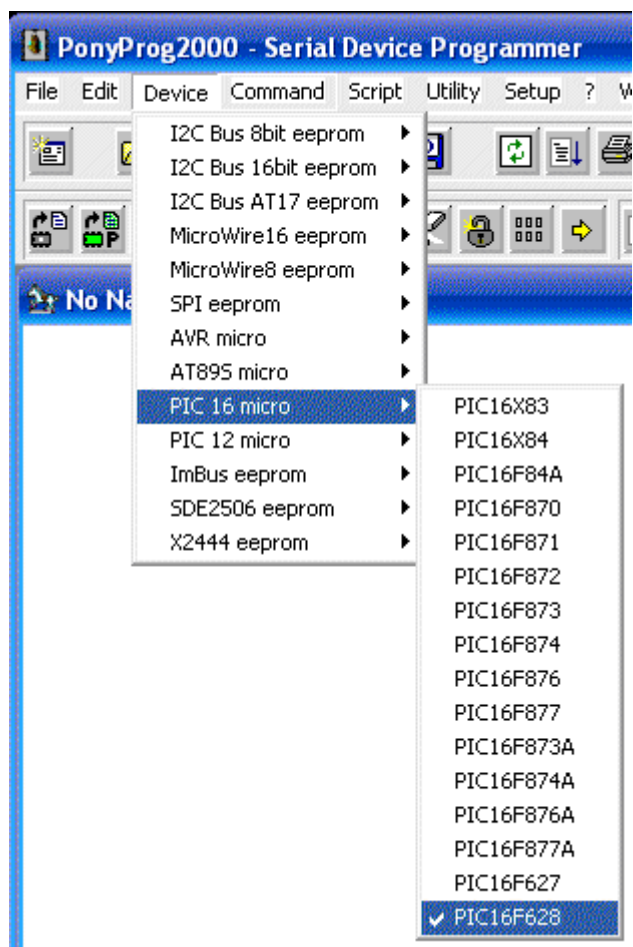 PonyProg2000 - Serial Device Programmer
File Edit Device Command Script Utility Setup ?
I2C Bus 8bit eeprom
I2C Bus 16bit eeprom
I2C Bus AT17 eeprom
MicroWire16 eeprom
MicroWire8 eeprom
No Na
SPI eeprom
AVR micro
AT89S micro
PIC 16 micro
PIC 12 micro
ImBus eeprom
SDE2506 eeprom
X2444 eeprom
PIC16X83
PIC16X84
PIC16F84A
PIC16F870
PIC16F871
PIC16F872
PIC16F873
PIC16F874
PIC16F876
PIC16F877
PIC16F873A
PIC16F874A
PIC16F876A
PIC16F877A
PIC16F627
PIC16F628